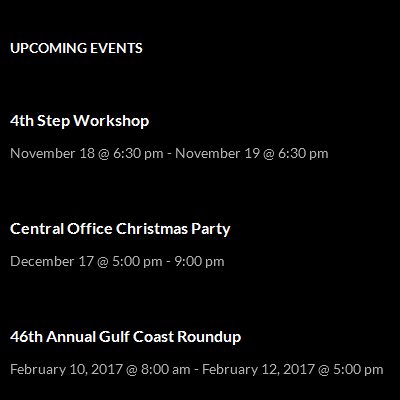 UPCOMING EVENTS
4th Step Workshop
November 18 @ 6:30 pm - November 19 @ 6:30 pm
Central Office Christmas Party
December 17 @ 5:00 pm - 9:00 pm
46th Annual Gulf Coast Roundup
February 10, 2017 @ 8:00 am - February 12, 2017 @ 5:00 pm